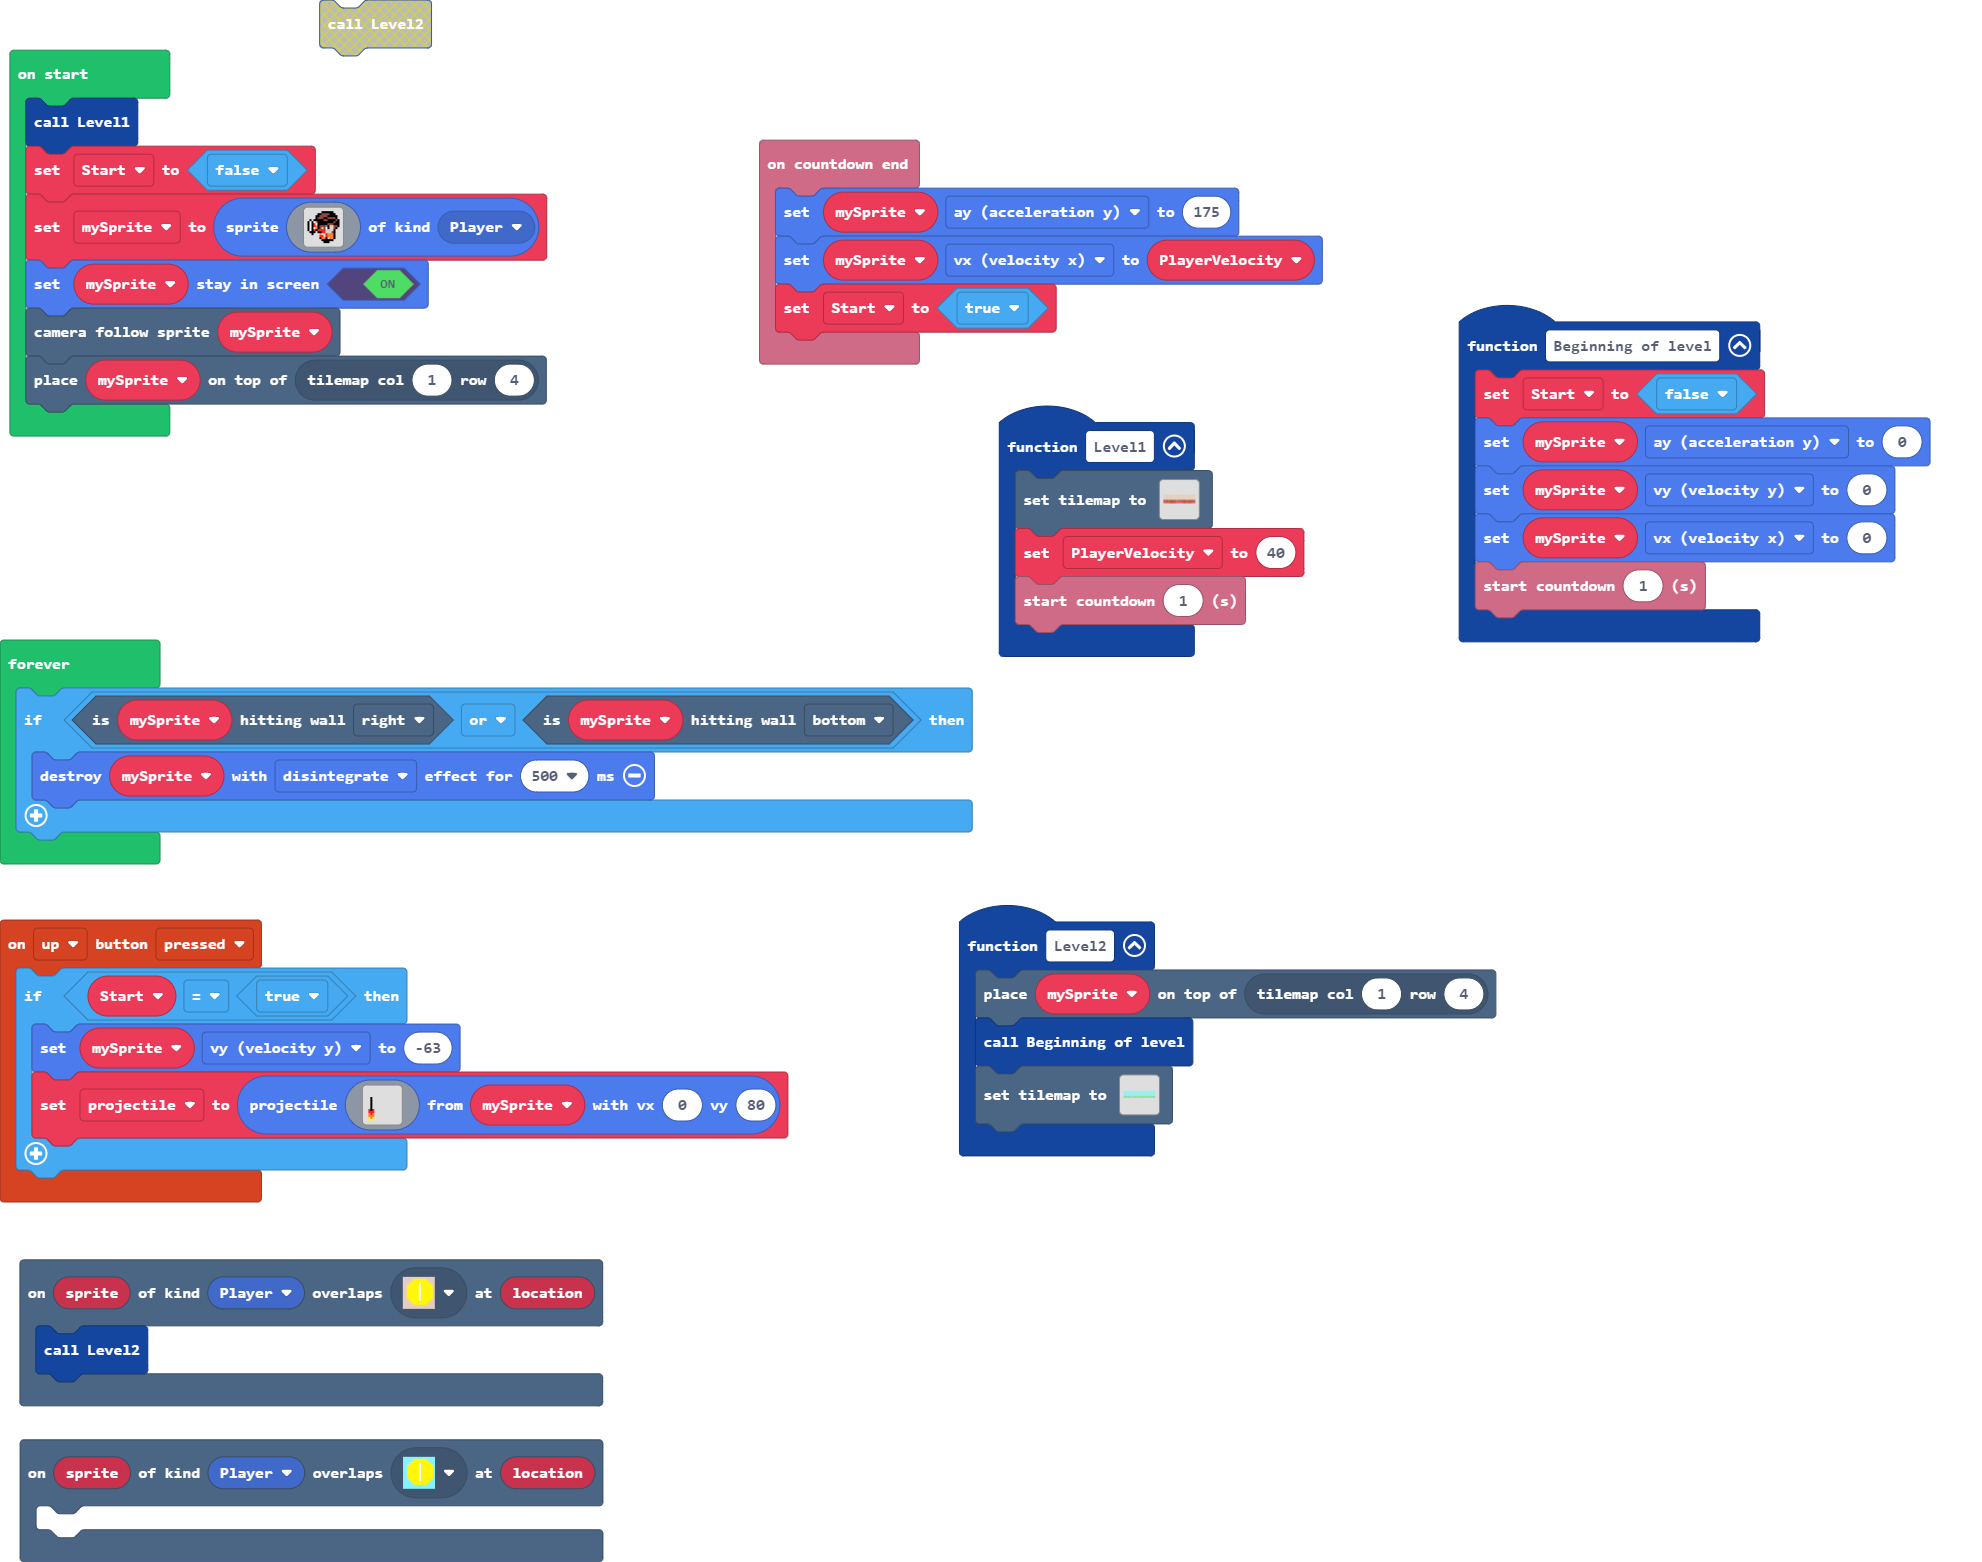 call Level2
on start
call Level1
set Start to false
set mySprite to sprite of kind Player
set mySprite stay in screen ON
camera follow sprite mySprite
place mySprite on top of tilemap col 1 row 4
on countdown end
set mySprite ay (acceleration y) to 175
set mySprite vx (velocity x) to PlayerVelocity
set Start to true
function Level1
set tilemap to
set PlayerVelocity to 40
start countdown 1 (s)
function Beginning of level
set Start to false
set mySprite ay (acceleration y) to 0
set mySprite vy (velocity y) to 0
set mySprite vx (velocity x) to 0
start countdown 1 (s)
forever
if is mySprite hitting wall right or is mySprite hitting wall bottom then
destroy mySprite with disintegrate effect for 500 ms
on up button pressed
if Start = true then
set mySprite vy (velocity y) to -63
set projectile to projectile from mySprite with vx 0 vy 80
function Level2
place mySprite on top of tilemap col 1 row 4
call Beginning of level
set tilemap to
on sprite of kind Player overlaps at location
call Level2
on sprite of kind Player overlaps at location